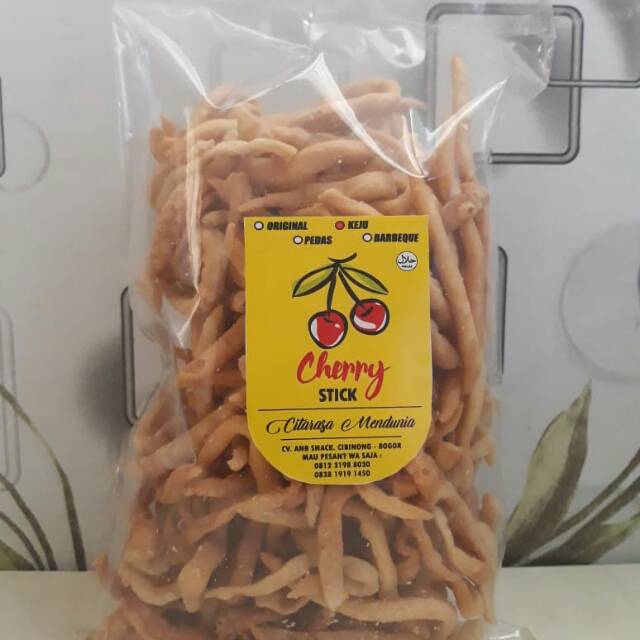 ORIGINAL KEJU
PEDAS BARBEQUE
حلال
Cherry
STICK
Citarasa Mendunia
CV. ANB SNACK. CIBINONG - BOGOR
MAU PESAN? WA SAJA :
0812 3198 8030
0838 1919 1450